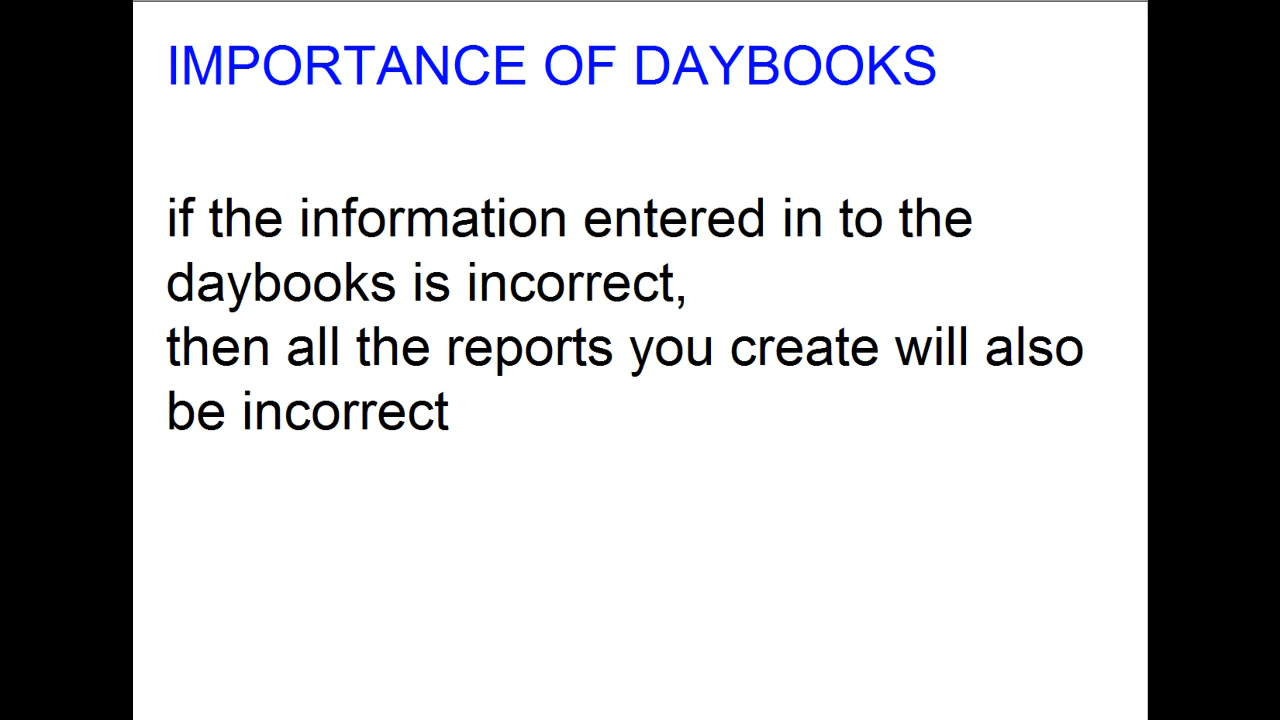 IMPORTANCE OF DAYBOOKS
if the information entered in to the
daybooks is incorrect,
then all the reports you create will also
be incorrect